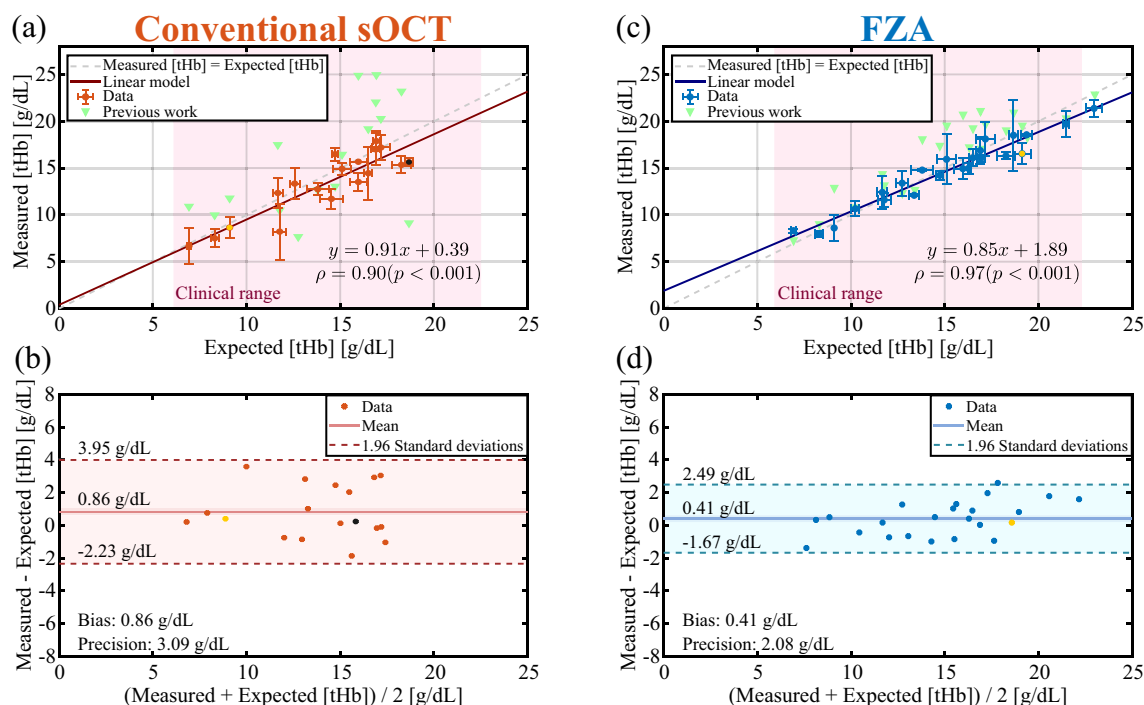 Conventional sOCT
(a)
Measured [tHb] = Expected [tHb]
Linear model
Data
Previous work
25
20
15
10
5
0
Measured [tHb] [g/dL]
y = 0.91x + 0.39
ρ = 0.90(p < 0.001)
Clinical range
0 5 10 15 20 25
Expected [tHb] [g/dL]
FZA
(c)
Measured [tHb] = Expected [tHb]
Linear model
Data
Previous work
25
20
15
10
5
0
Measured [tHb] [g/dL]
y = 0.85x + 1.89
ρ = 0.97(p < 0.001)
Clinical range
0 5 10 15 20 25
Expected [tHb] [g/dL]
(b)
Data
Mean
1.96 Standard deviations
8
6
4
2
0
-2
-4
-6
-8
Measured - Expected [tHb] [g/dL]
3.95 g/dL
0.86 g/dL
-2.23 g/dL
Bias: 0.86 g/dL
Precision: 3.09 g/dL
0 5 10 15 20 25
(Measured + Expected [tHb]) / 2 [g/dL]
(d)
Data
Mean
1.96 Standard deviations
8
6
4
2
0
-2
-4
-6
-8
Measured - Expected [tHb] [g/dL]
2.49 g/dL
0.41 g/dL
-1.67 g/dL
Bias: 0.41 g/dL
Precision: 2.08 g/dL
0 5 10 15 20 25
(Measured + Expected [tHb]) / 2 [g/dL]